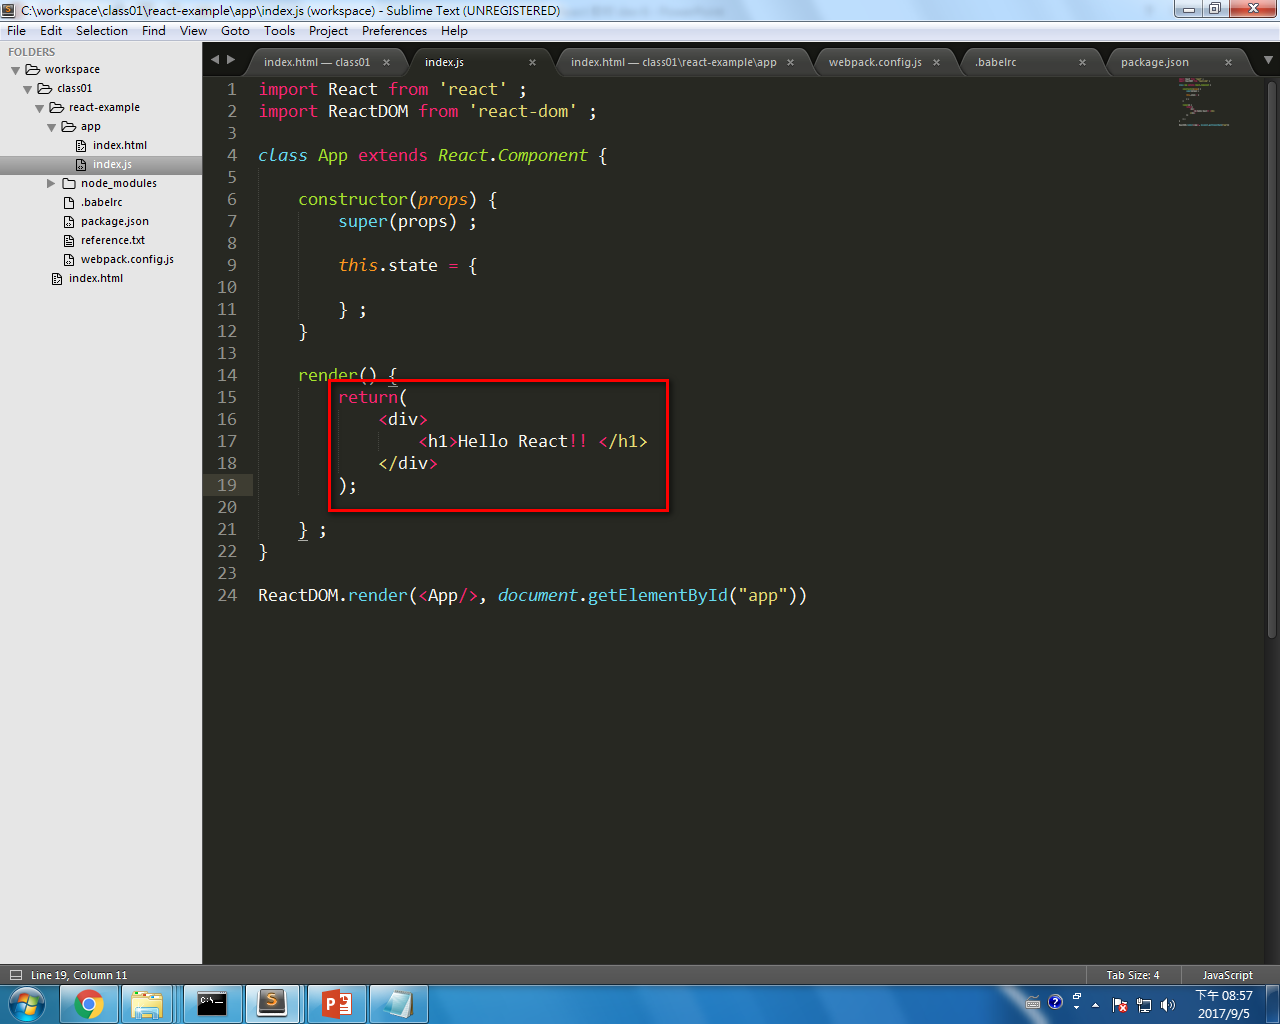 C:\workspace\class01\react-example\app\index.js (workspace) - Sublime Text (UNREGISTERED)
File Edit Selection Find View Goto Tools Project Preferences Help
FOLDERS
workspace
class01
react-example
app
index.html
index.js
node_modules
.babelrc
package.json
reference.txt
webpack.config.js
index.html
index.html — class01 × index.js × index.html — class01\react-example\app × webpack.config.js × .babelrc × package.json ×
1 import React from 'react' ;
2 import ReactDOM from 'react-dom' ;
3
4 class App extends React.Component {
5
6 constructor(props) {
7 super(props) ;
8
9 this.state = {
10
11 } ;
12 }
13
14 render() {
15 return(
16 <div>
17 <h1>Hello React!! </h1>
18 </div>
19 );
20
21 } ;
22 }
23
24 ReactDOM.render(<App/>, document.getElementById("app"))
Line 19, Column 11
Tab Size: 4
JavaScript
下午 08:57
2017/9/5